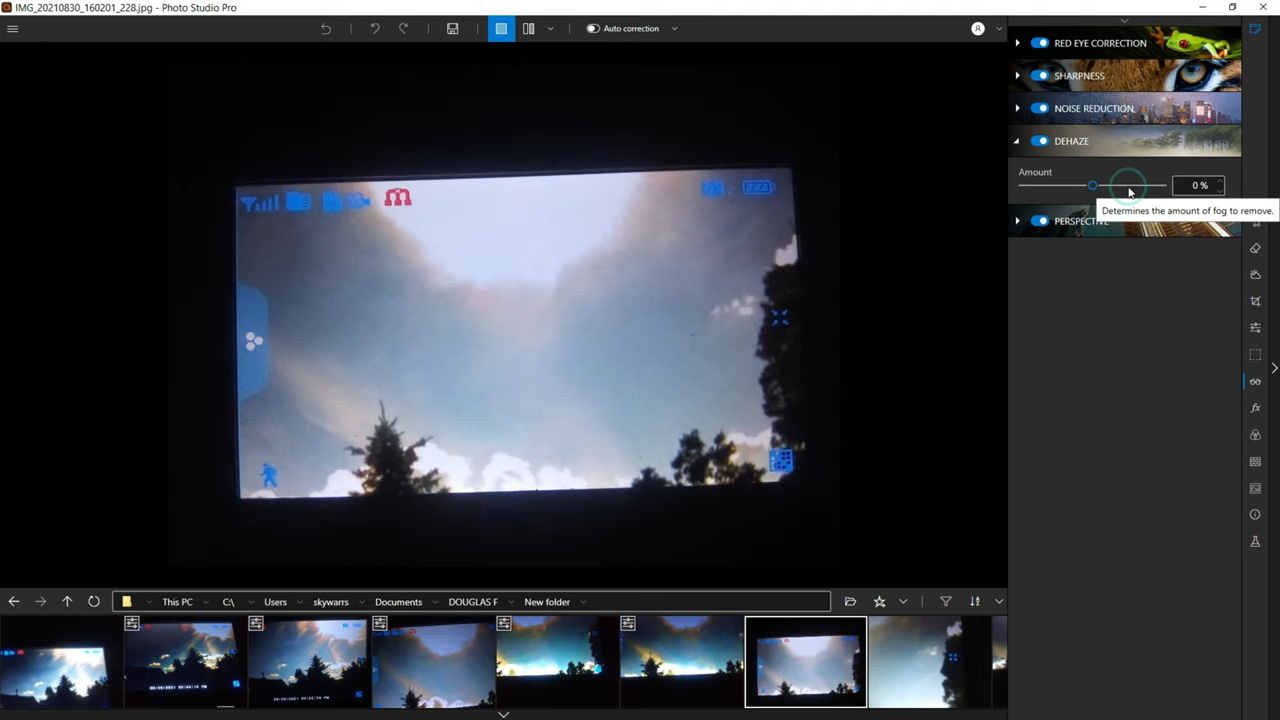 IMG_20210830_160201_228.jpg - Photo Studio Pro
Auto correction
RED EYE CORRECTION
SHARPNESS
NOISE REDUCTION
DEHAZE
Amount
0 %
Determines the amount of fog to remove.
PERSPECTIVE
This PC
C:\
Users
skywarrs
Documents
DOUGLAS F
New folder